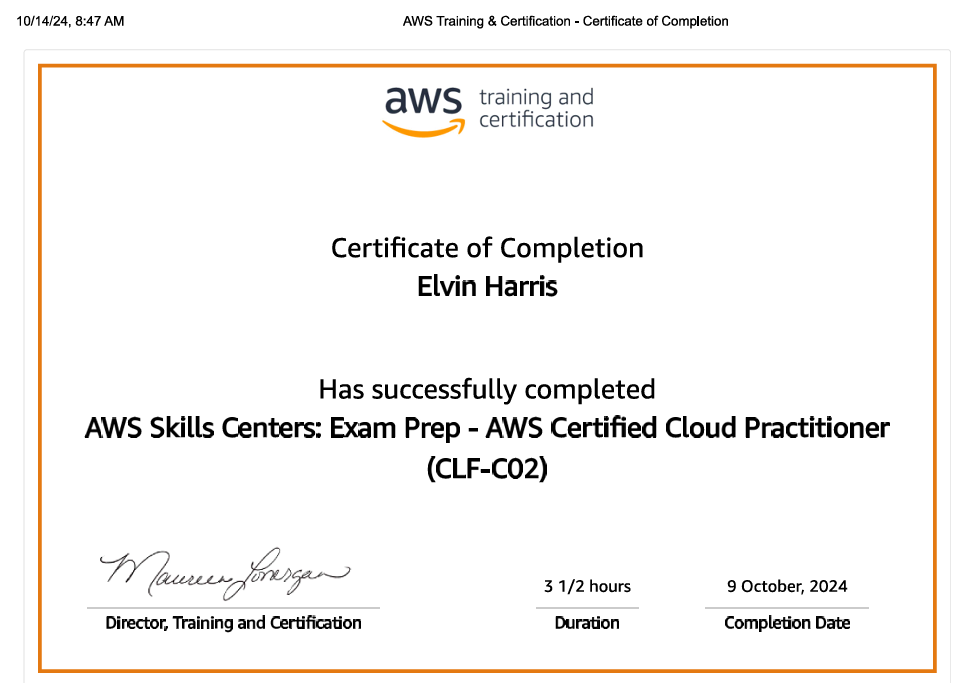 10/14/24, 8:47 AM
AWS Training & Certification - Certificate of Completion
aws training and
certification
Certificate of Completion
Elvin Harris
Has successfully completed
AWS Skills Centers: Exam Prep - AWS Certified Cloud Practitioner
(CLF-C02)
Maureen Lonergan
3 1/2 hours
9 October, 2024
Director, Training and Certification
Duration
Completion Date